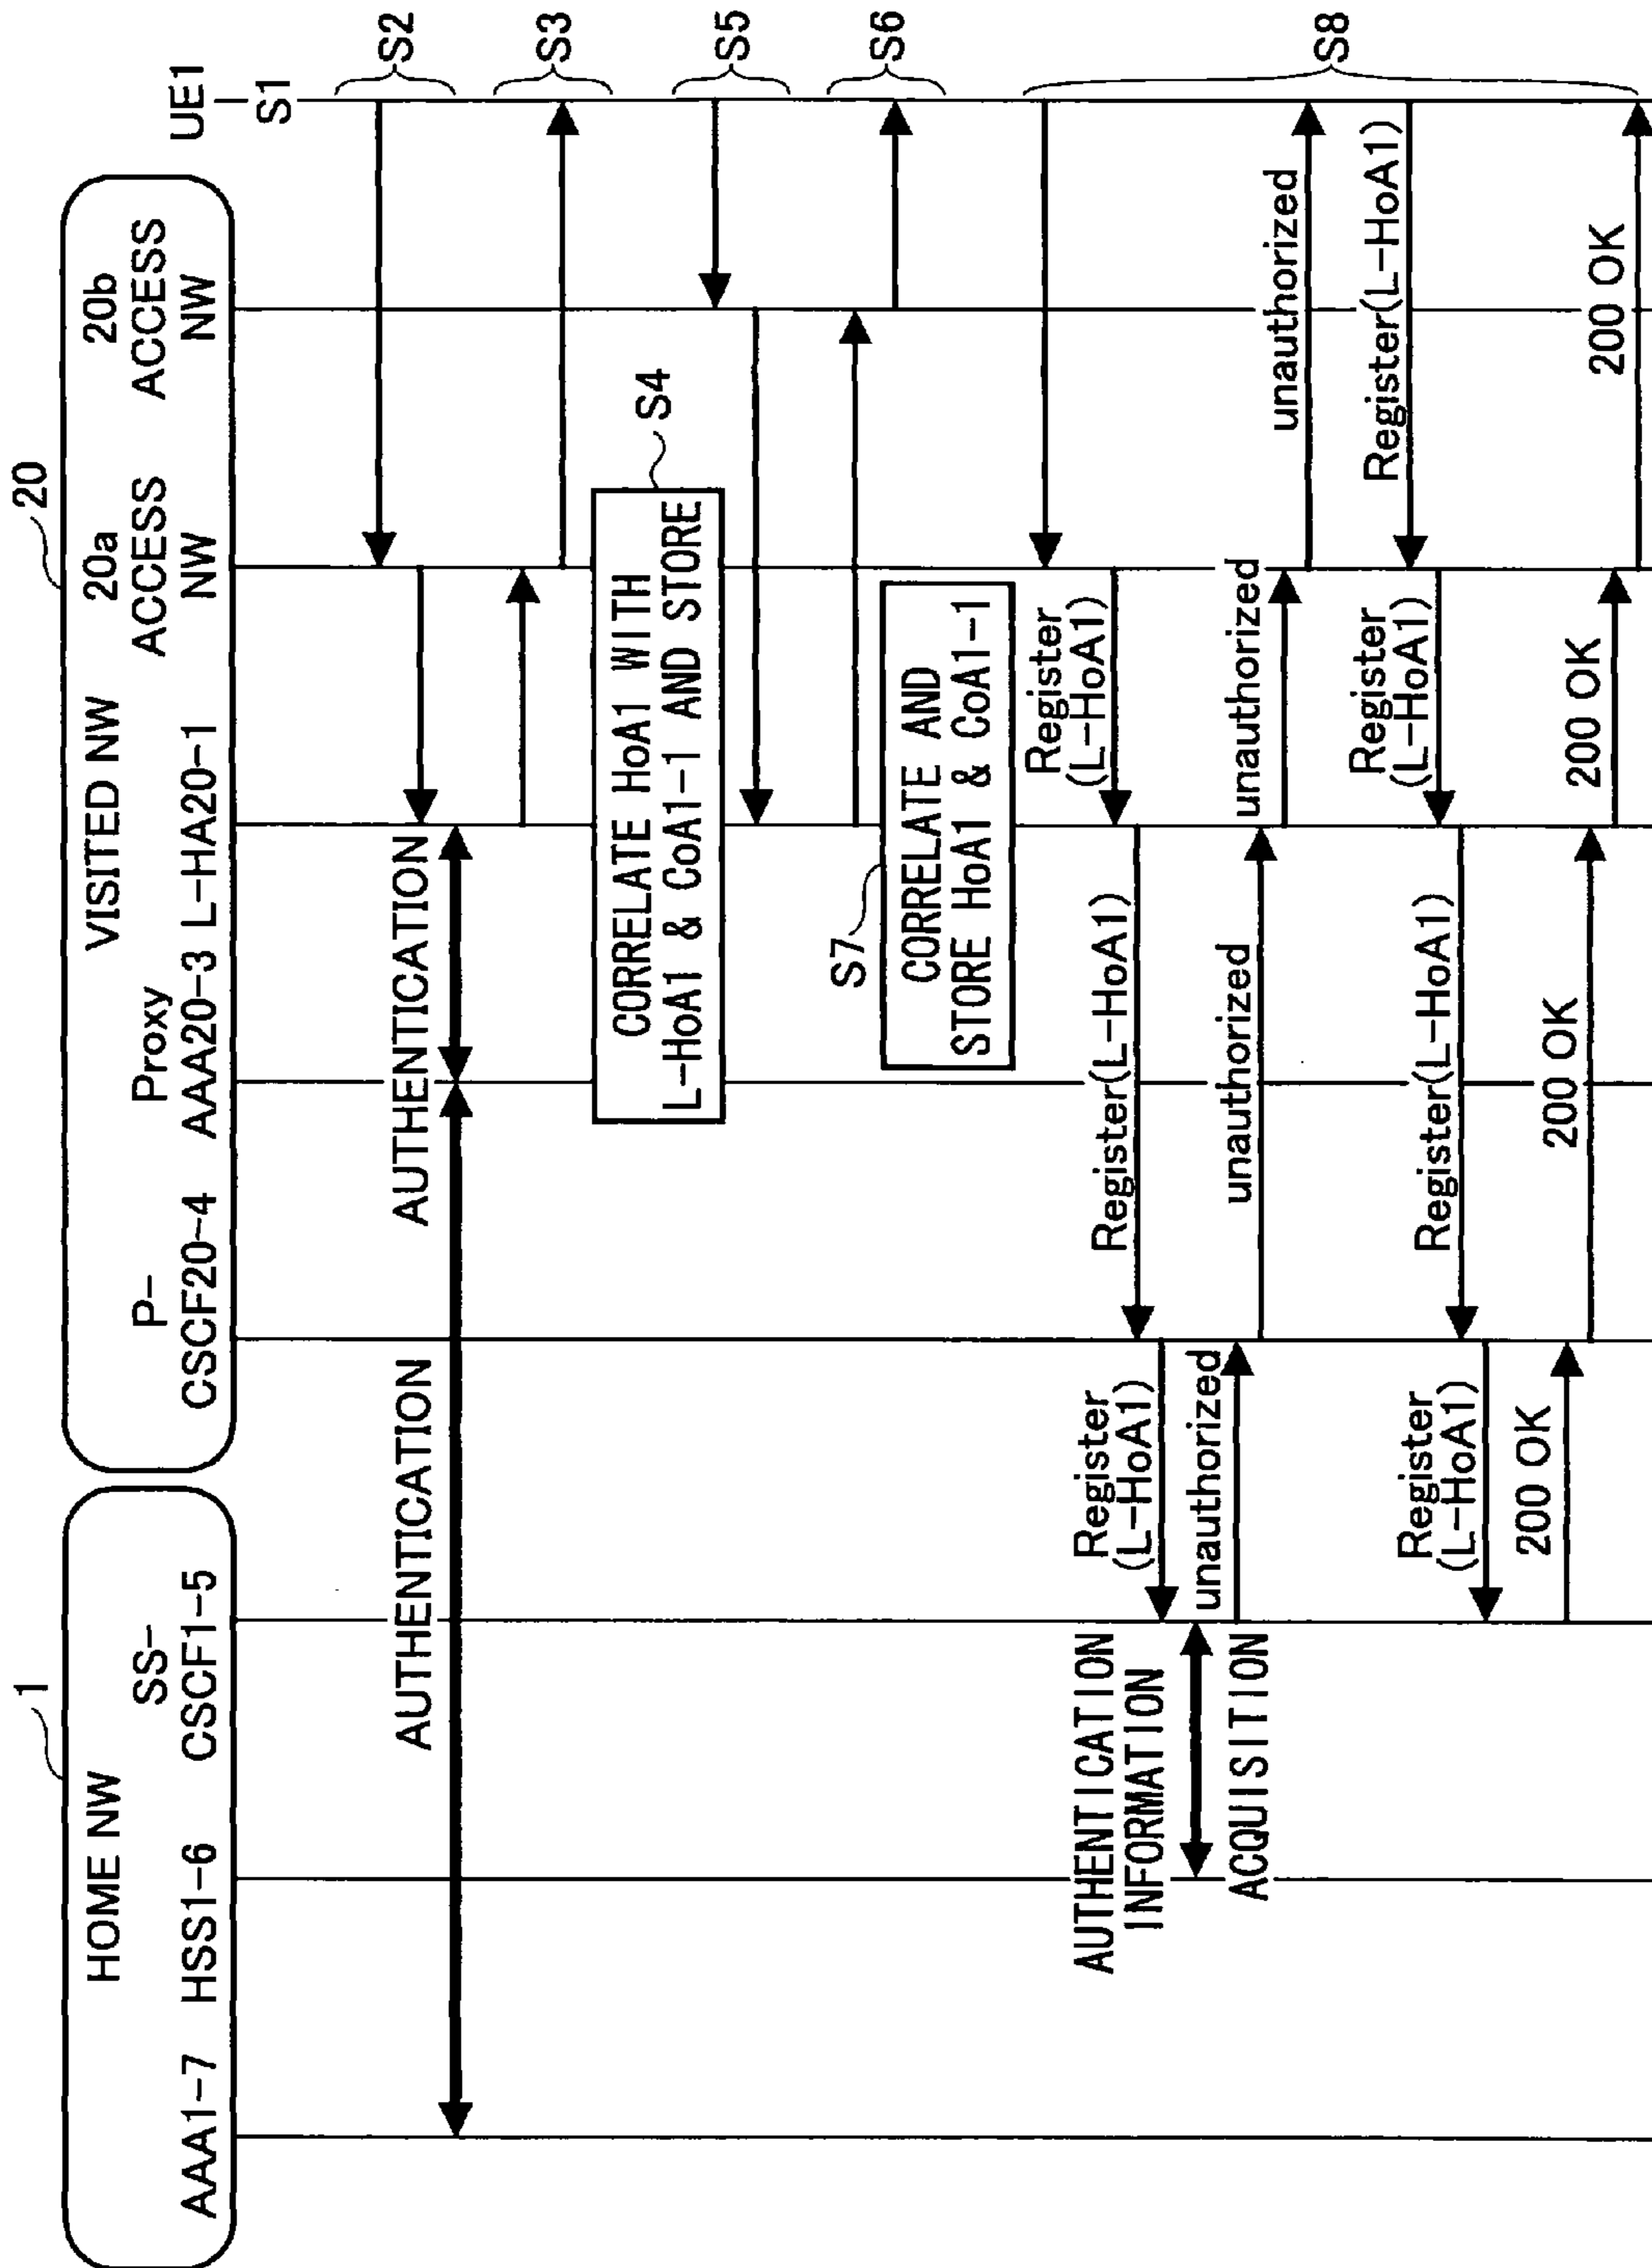 1
20
HOME NW
VISITED NW
AAA1-7
HSS1-6
SS-
CSCF1-5
P-
CSCF20-4
Proxy
AAA20-3
L-HA20-1
20a
ACCESS
NW
20b
ACCESS
NW
UE1
S1
S2
AUTHENTICATION
AUTHENTICATION
S3
CORRELATE HoA1 WITH
L-HoA1 & CoA1-1 AND STORE
S4
S5
S6
S7
CORRELATE AND
STORE HoA1 & CoA1-1
S8
Register
(L-HoA1)
Register(L-HoA1)
Register
(L-HoA1)
AUTHENTICATION
INFORMATION
ACQUISITION
unauthorized
unauthorized
unauthorized
unauthorized
Register(L-HoA1)
Register
(L-HoA1)
Register(L-HoA1)
Register
(L-HoA1)
200 OK
200 OK
200 OK
200 OK